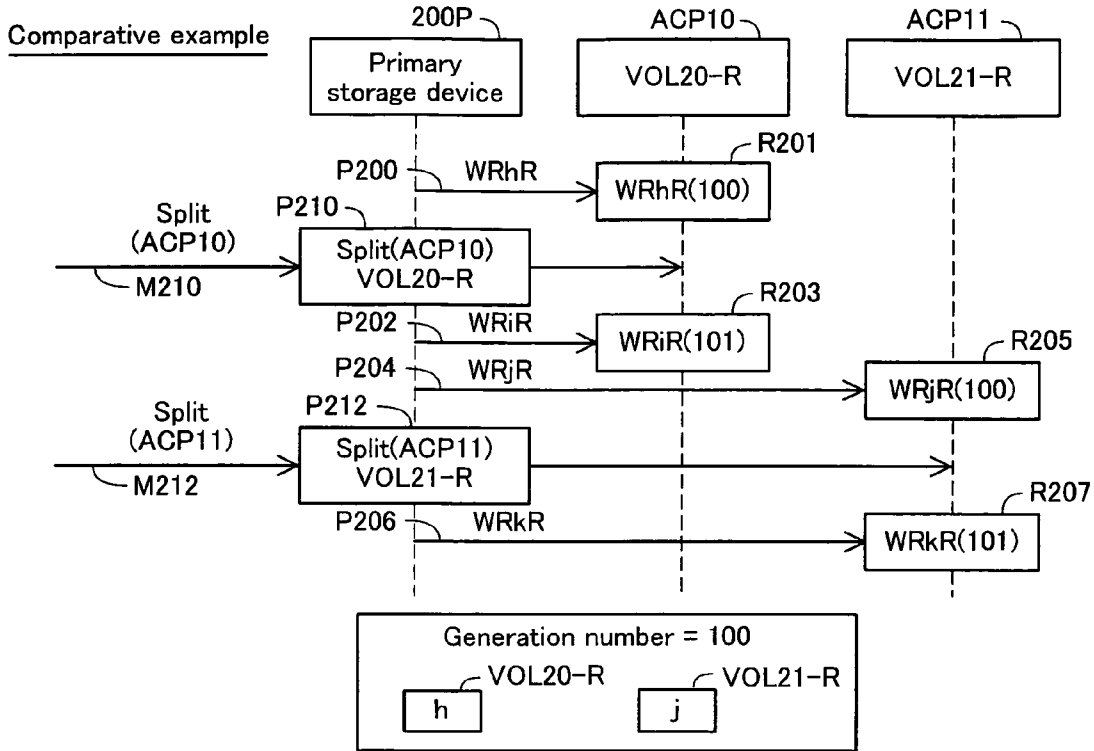 Comparative example
200P
ACP10
ACP11
Primary
storage device
VOL20-R
VOL21-R
P200
WRhR
R201
WRhR(100)
Split
(ACP10)
M210
P210
Split(ACP10)
VOL20-R
P202
WRiR
R203
WRiR(101)
P204
WRjR
R205
WRjR(100)
Split
(ACP11)
M212
P212
Split(ACP11)
VOL21-R
P206
WRkR
R207
WRkR(101)
Generation number = 100
VOL20-R
VOL21-R
h
j